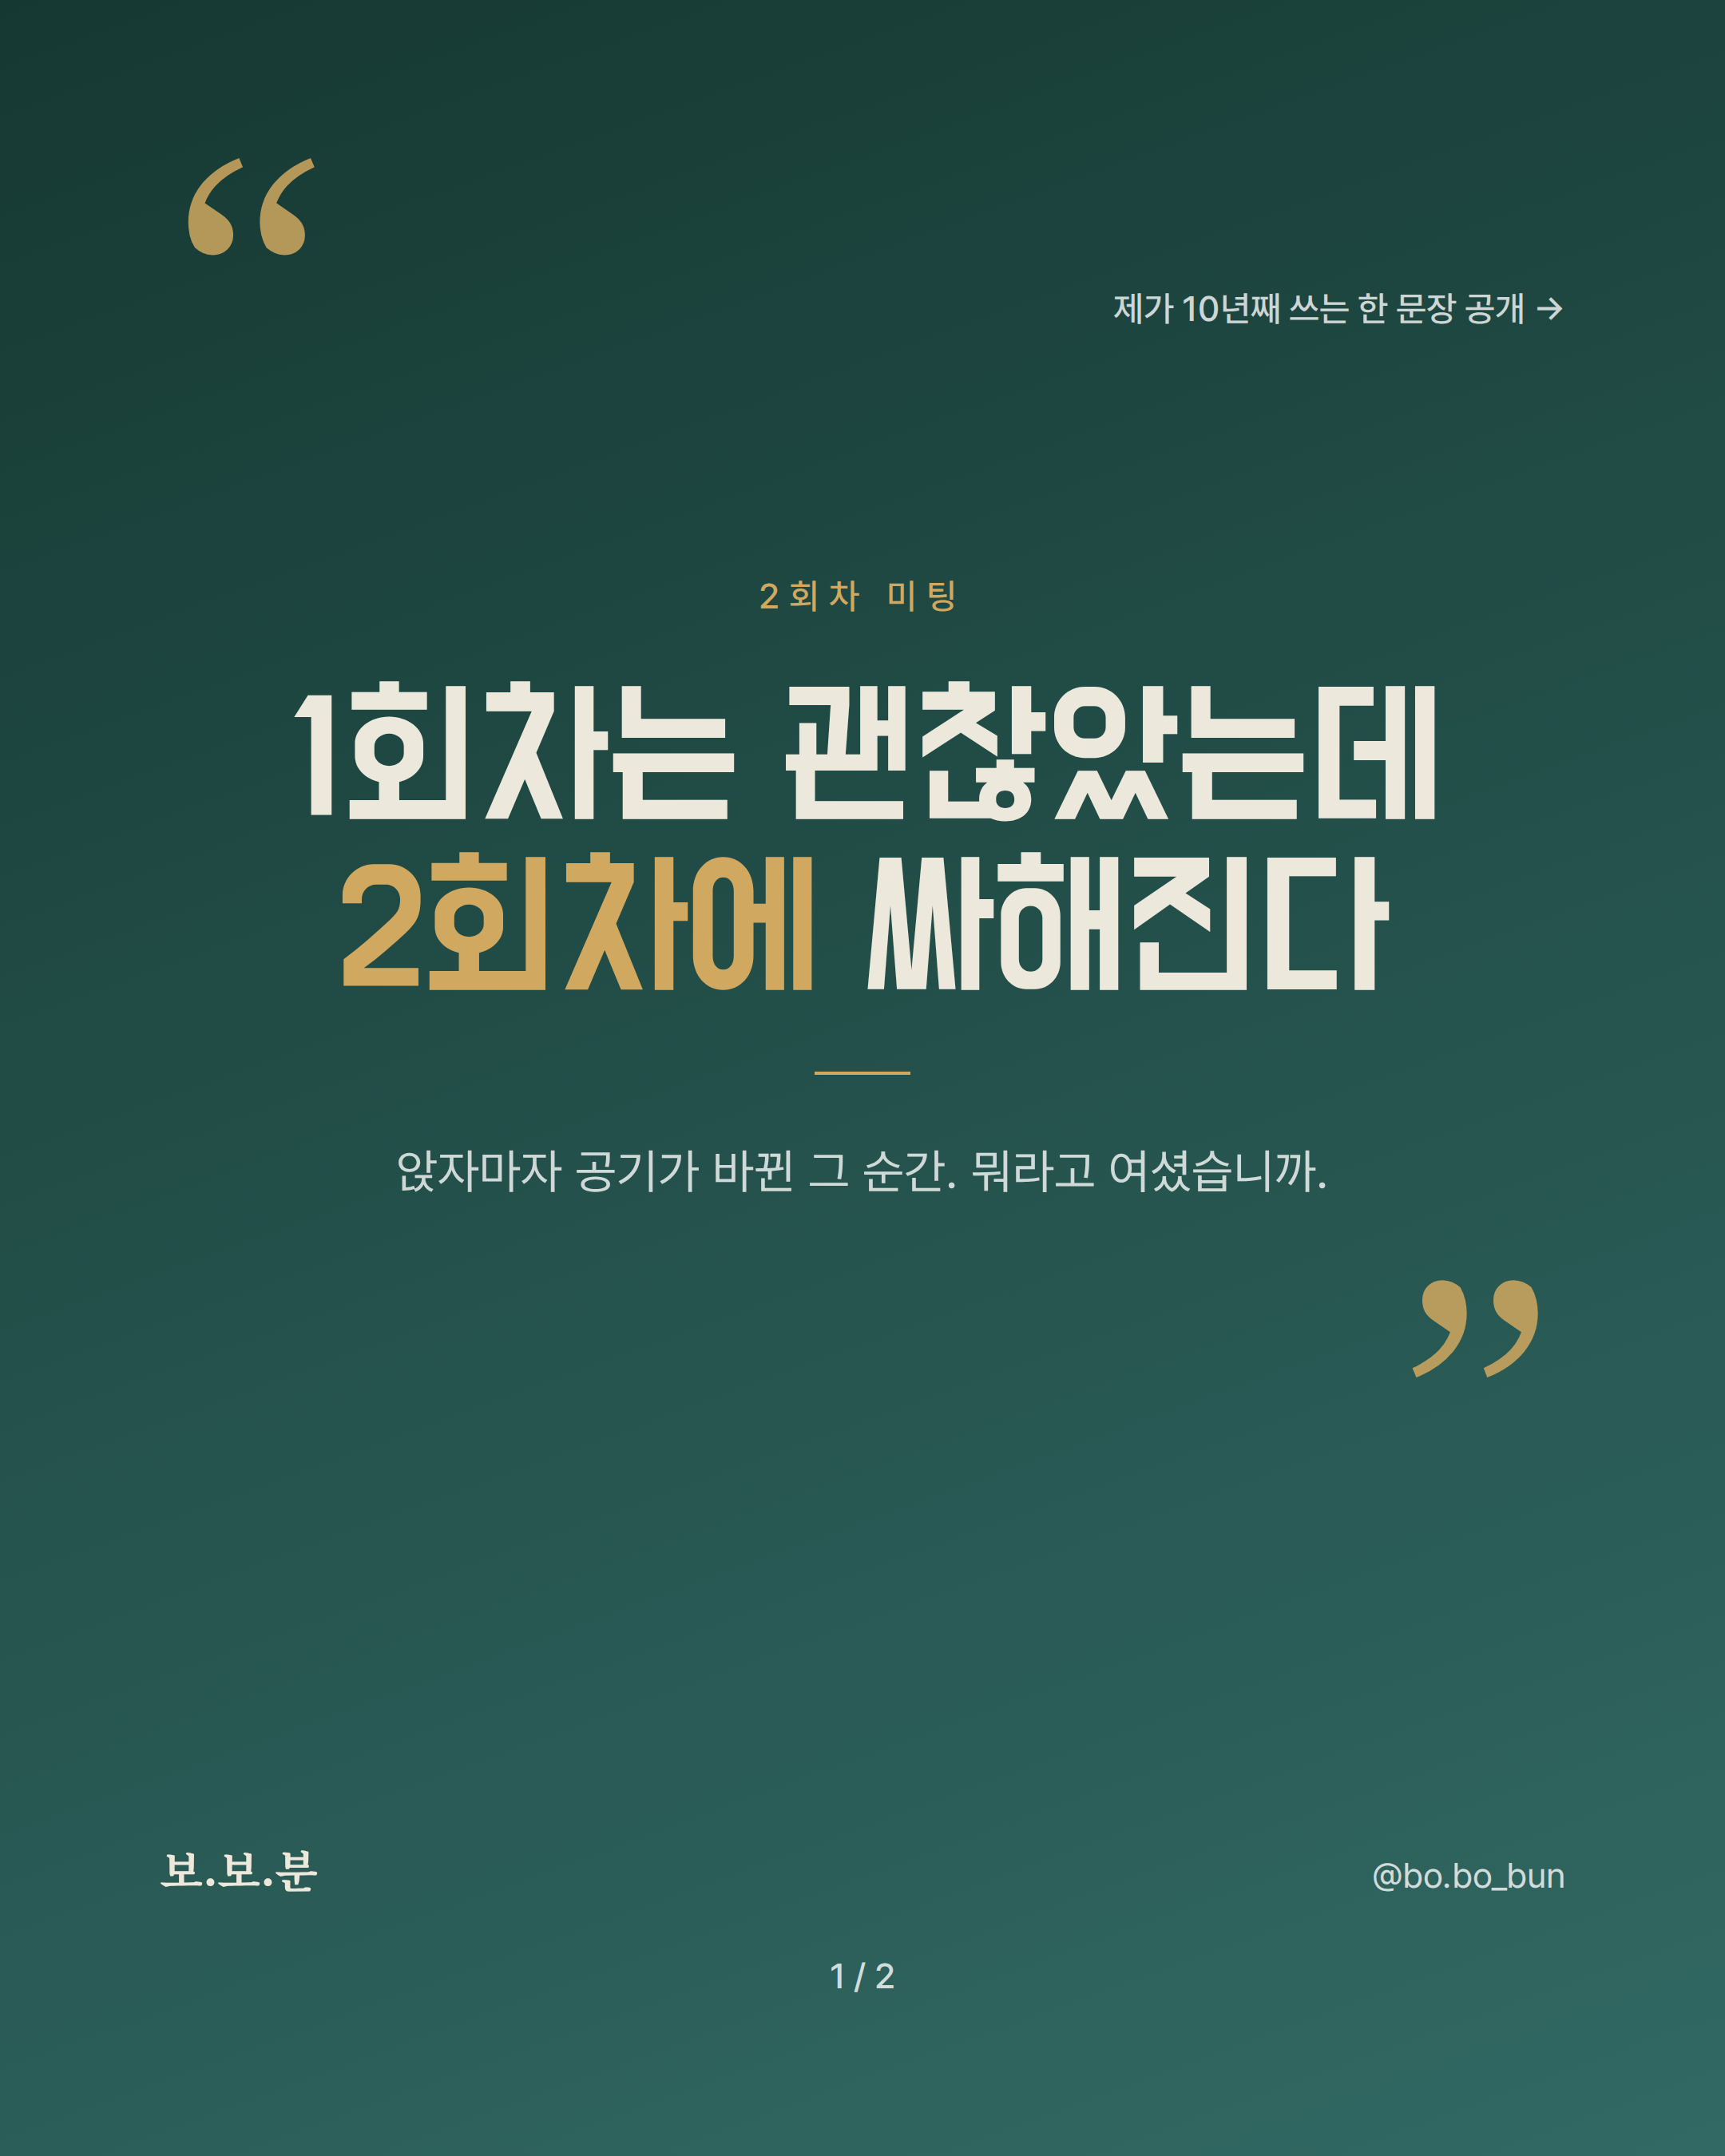 “
제가 10년째 쓰는 한 문장 공개 →
2회차 미팅
1회차는 괜찮았는데
2회차에 싸해진다
앉자마자 공기가 바뀐 그 순간. 뭐라고 여셨습니까.
”
보.보.분
@bo.bo_bun
1 / 2